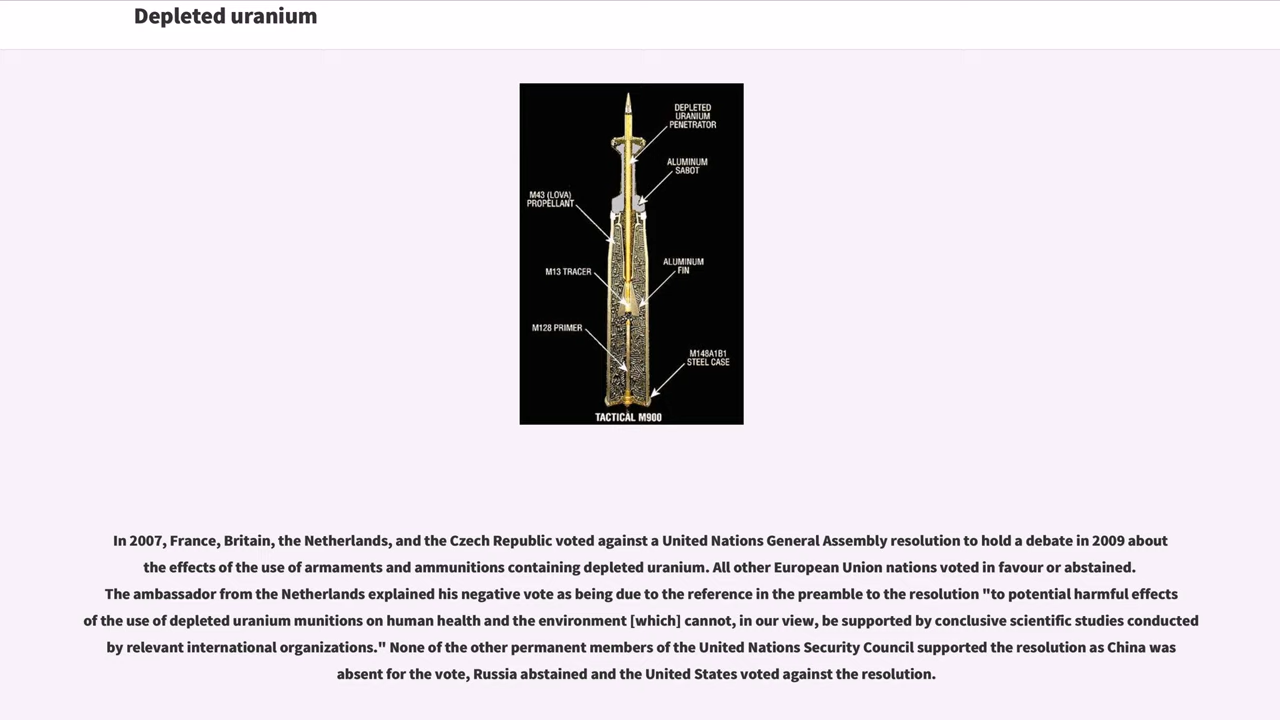 Depleted uranium
DEPLETED
URANIUM
PENETRATOR
ALUMINUM
SABOT
M43 (LOVA)
PROPELLANT
ALUMINUM
FIN
M13 TRACER
M128 PRIMER
M148A1B1
STEEL CASE
TACTICAL M900
In 2007, France, Britain, the Netherlands, and the Czech Republic voted against a United Nations General Assembly resolution to hold a debate in 2009 about
the effects of the use of armaments and ammunitions containing depleted uranium. All other European Union nations voted in favour or abstained.
The ambassador from the Netherlands explained his negative vote as being due to the reference in the preamble to the resolution "to potential harmful effects
of the use of depleted uranium munitions on human health and the environment [which] cannot, in our view, be supported by conclusive scientific studies conducted
by relevant international organizations." None of the other permanent members of the United Nations Security Council supported the resolution as China was
absent for the vote, Russia abstained and the United States voted against the resolution.